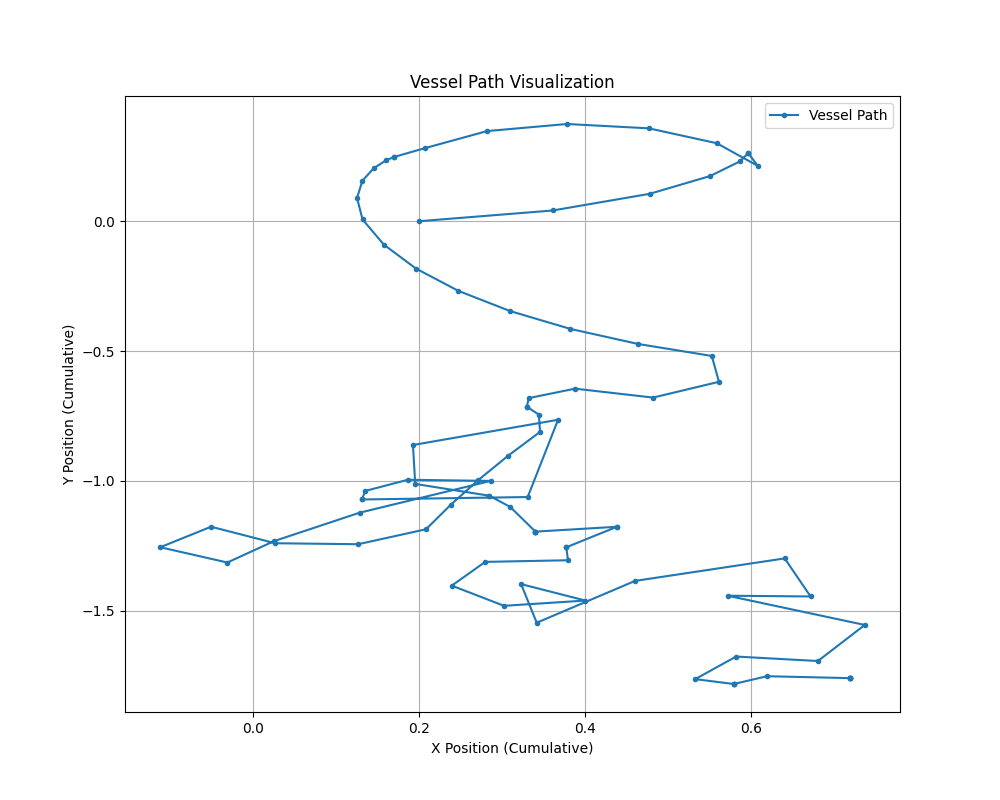 Vessel Path Visualization
Vessel Path
Y Position (Cumulative)
0.0
−0.5
−1.0
−1.5
0.0 0.2 0.4 0.6
X Position (Cumulative)